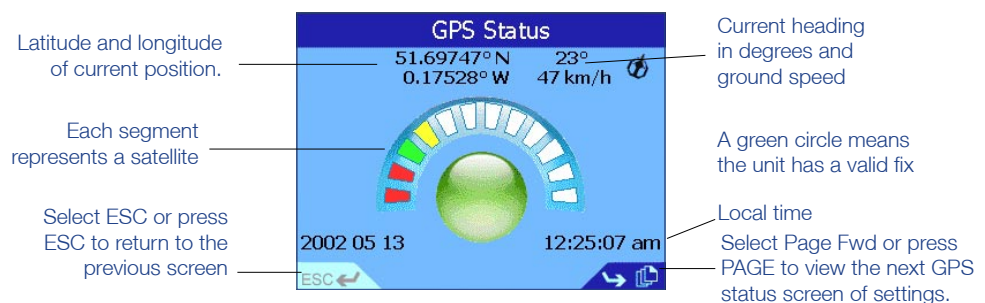 Latitude and longitude
of current position.
Each segment
represents a satellite
Select ESC or press
ESC to return to the
previous screen
GPS Status
51.69747° N 23°
0.17528° W 47 km/h
2002 05 13 12:25:07 am
ESC
Current heading
in degrees and
ground speed
A green circle means
the unit has a valid fix
Local time
Select Page Fwd or press
PAGE to view the next GPS
status screen of settings.